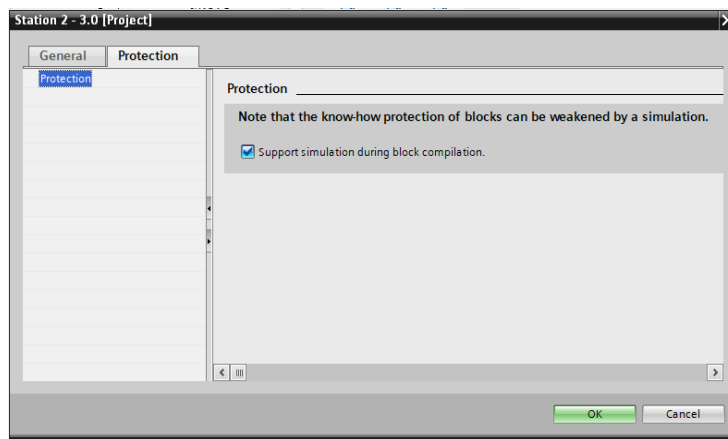 Station 2 - 3.0 [Project]
General
Protection
Protection
Protection
Note that the know-how protection of blocks can be weakened by a simulation.
Support simulation during block compilation.
OK
Cancel